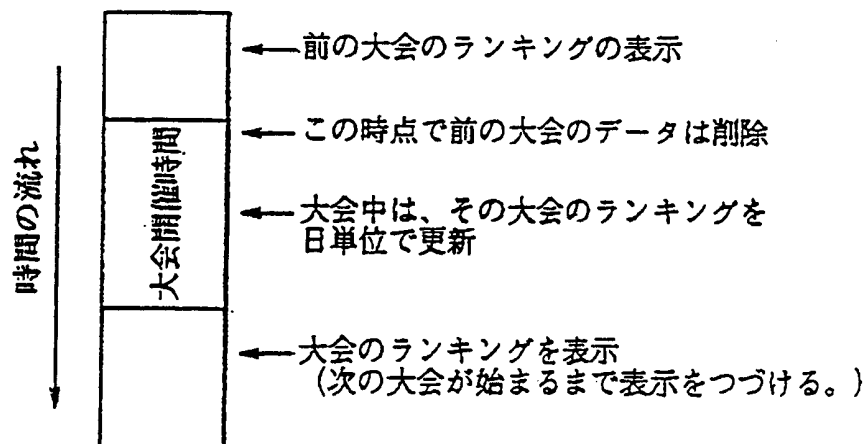 前の大会のランキングの表示
この時点で前の大会のデータは削除
大会中は、その大会のランキングを
日単位で更新
大会のランキングを表示
(次の大会が始まるまで表示をつづける。)
時間の流れ
大会開催時間